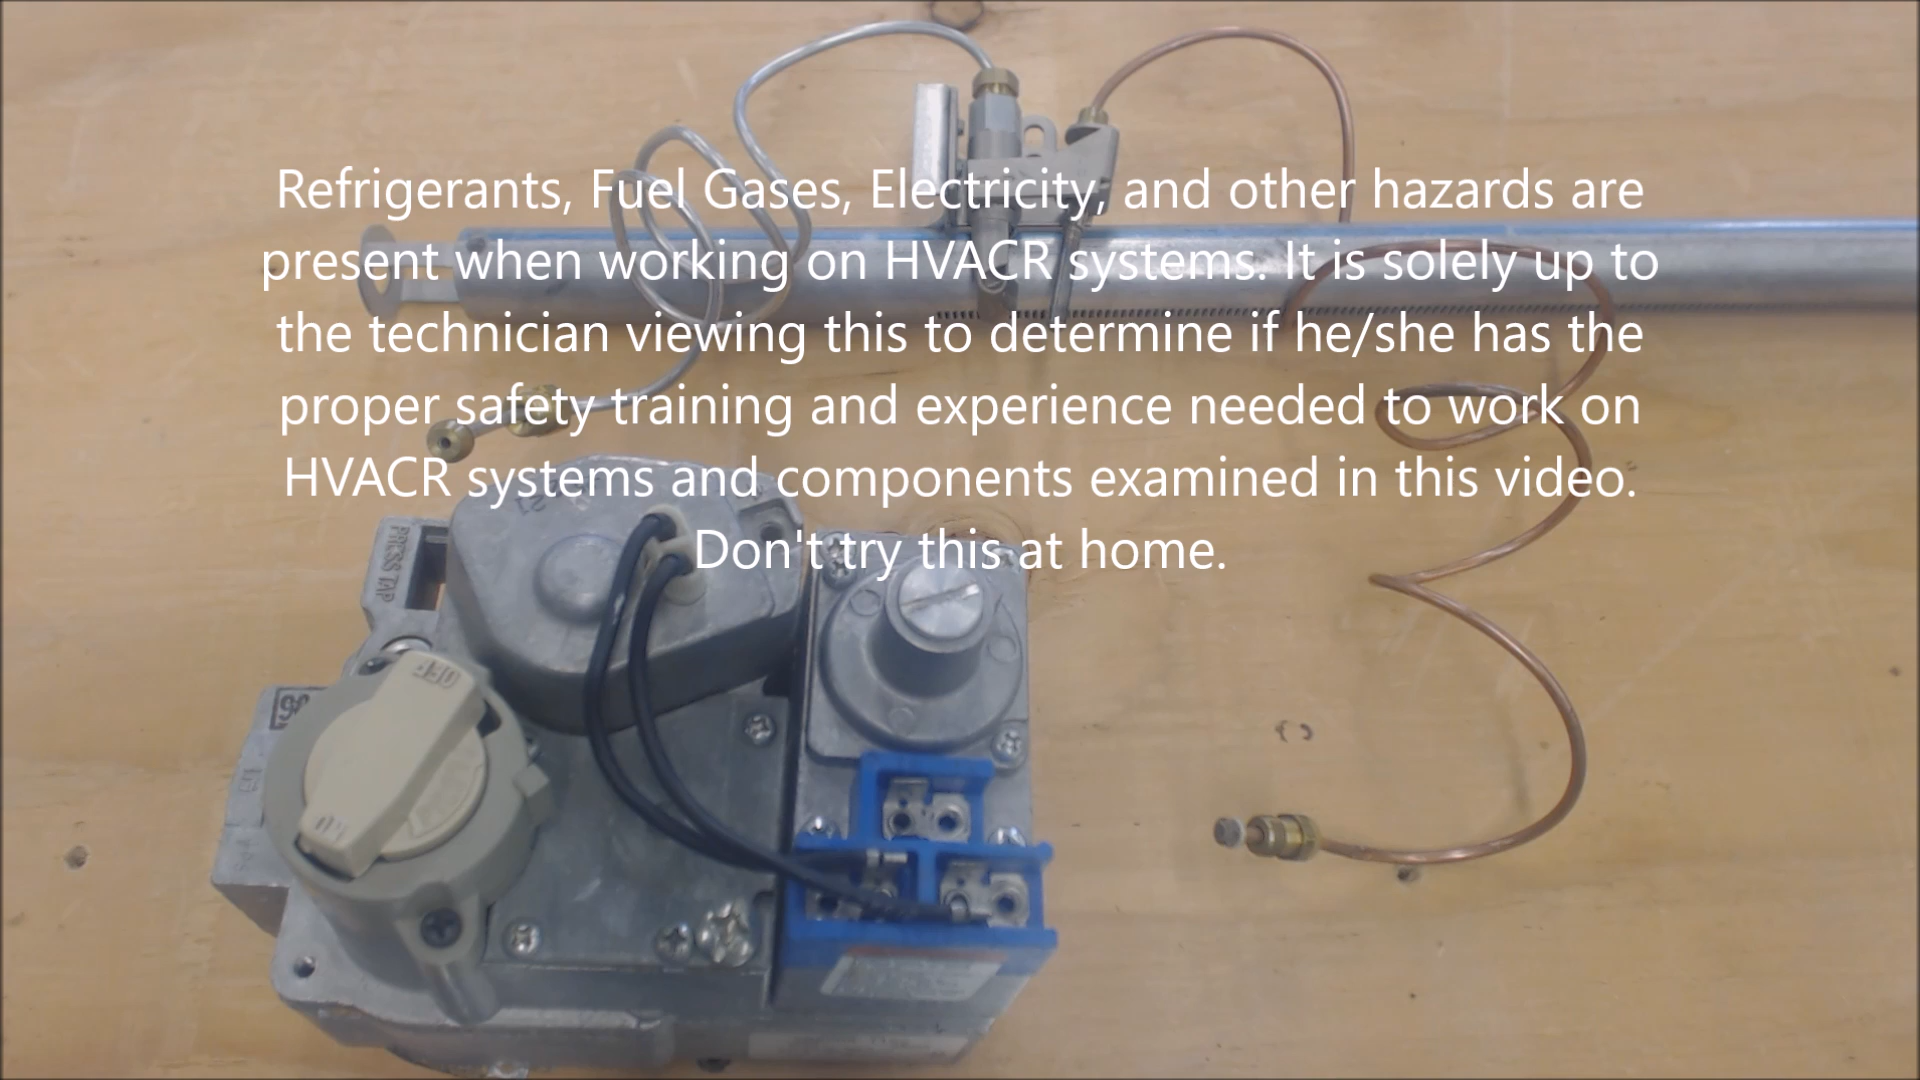 Refrigerants, Fuel Gases, Electricity, and other hazards are
present when working on HVACR systems. It is solely up to
the technician viewing this to determine if he/she has the
proper safety training and experience needed to work on
HVACR systems and components examined in this video.
Don't try this at home.
PRESS TAP
OFF